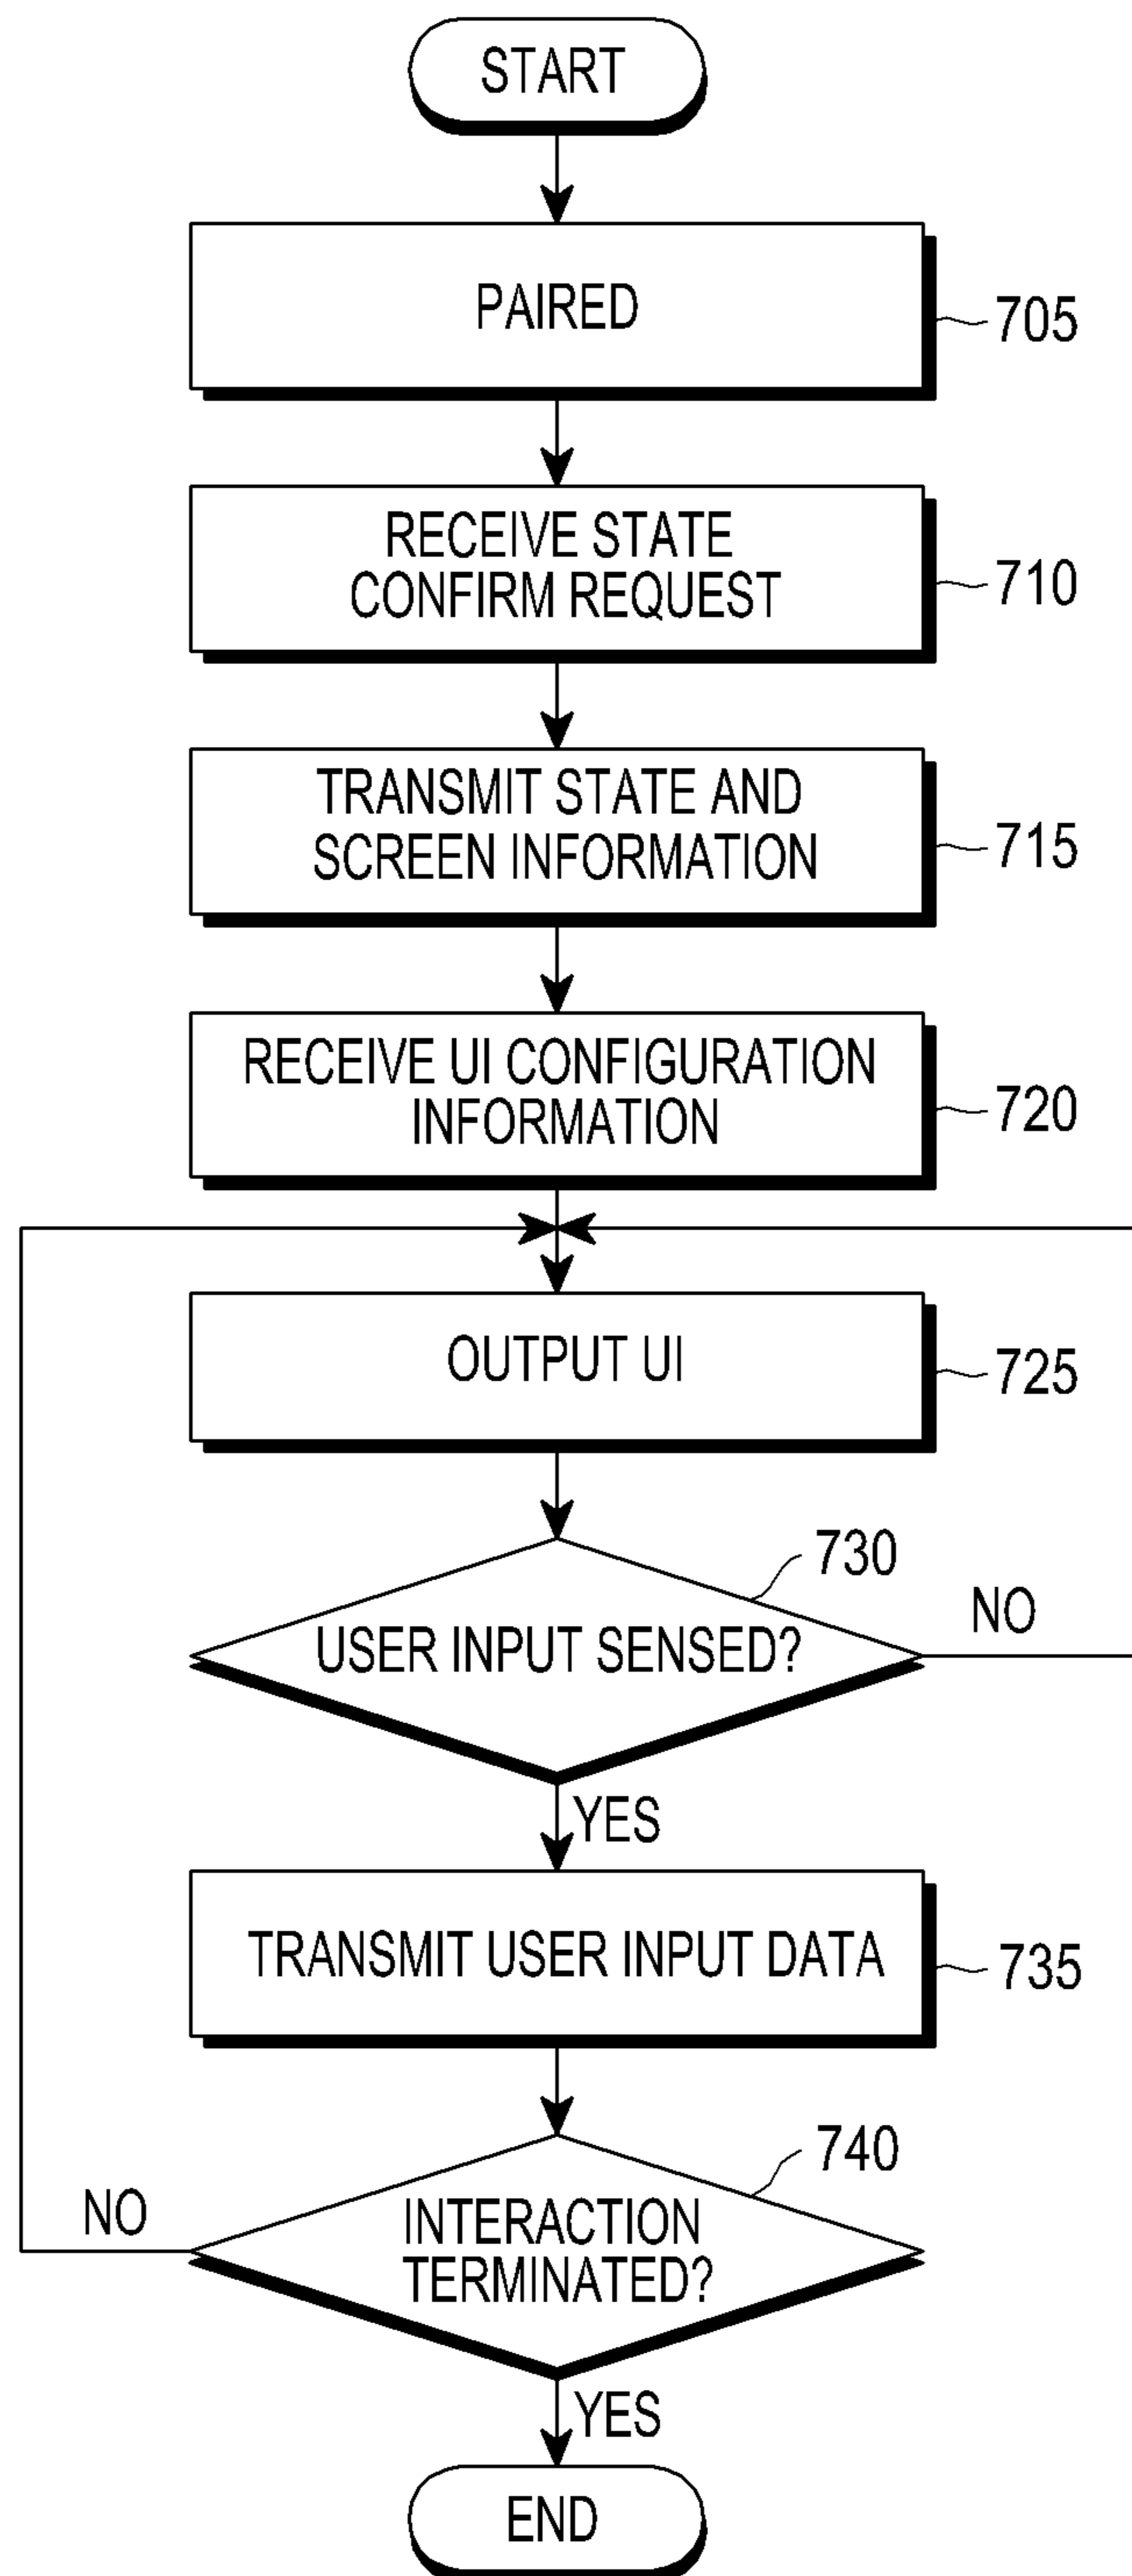 START
PAIRED
705
RECEIVE STATE
CONFIRM REQUEST
710
TRANSMIT STATE AND
SCREEN INFORMATION
715
RECEIVE UI CONFIGURATION
INFORMATION
720
OUTPUT UI
725
730
USER INPUT SENSED?
NO
YES
TRANSMIT USER INPUT DATA
735
740
INTERACTION
TERMINATED?
NO
YES
END